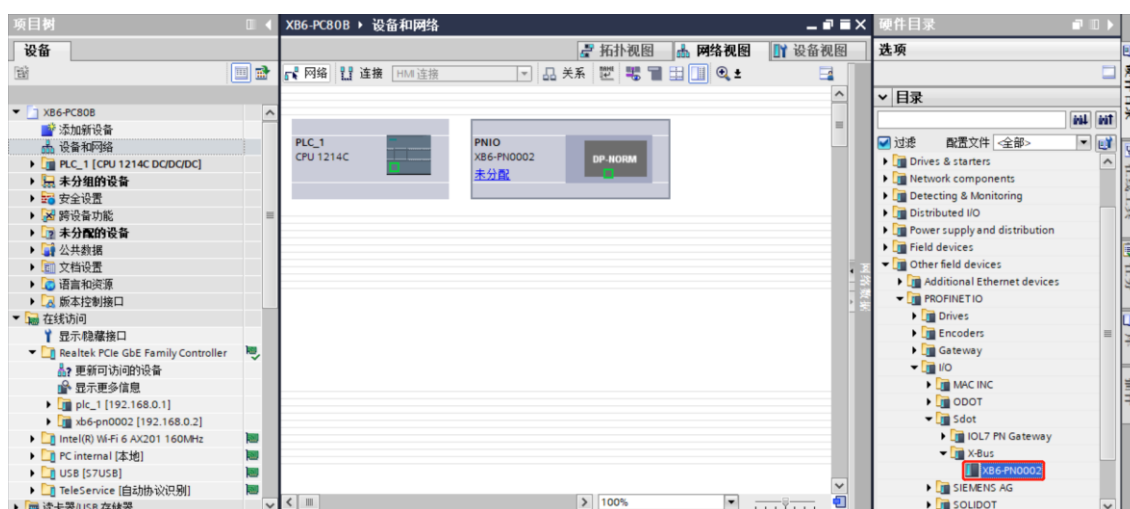 项目树
XB6-PC80B ▸ 设备和网络
硬件目录
设备
拓扑视图
网络视图
设备视图
选项
网络
连接
HMI 连接
关系
目录
过滤
配置文件
<全部>
XB6-PC80B
添加新设备
设备和网络
PLC_1 [CPU 1214C DC/DC/DC]
未分组的设备
安全设置
跨设备功能
未分配的设备
公共数据
文档设置
语言和资源
版本控制接口
在线访问
显示/隐藏接口
Realtek PCIe GbE Family Controller
更新可访问的设备
显示更多信息
plc_1 [192.168.0.1]
xb6-pn0002 [192.168.0.2]
Intel(R) Wi-Fi 6 AX201 160MHz
PC internal [本地]
USB [S7USB]
TeleService [自动协议识别]
读卡器/USB 存储器
PLC_1
CPU 1214C
PNIO
XB6-PN0002
未分配
DP-NORM
100%
网络数据
Drives & starters
Network components
Detecting & Monitoring
Distributed I/O
Power supply and distribution
Field devices
Other field devices
Additional Ethernet devices
PROFINET IO
Drives
Encoders
Gateway
I/O
MAC INC
ODOT
Sdot
IOL7 PN Gateway
X-Bus
XB6-PN0002
SIEMENS AG
SOLIDOT